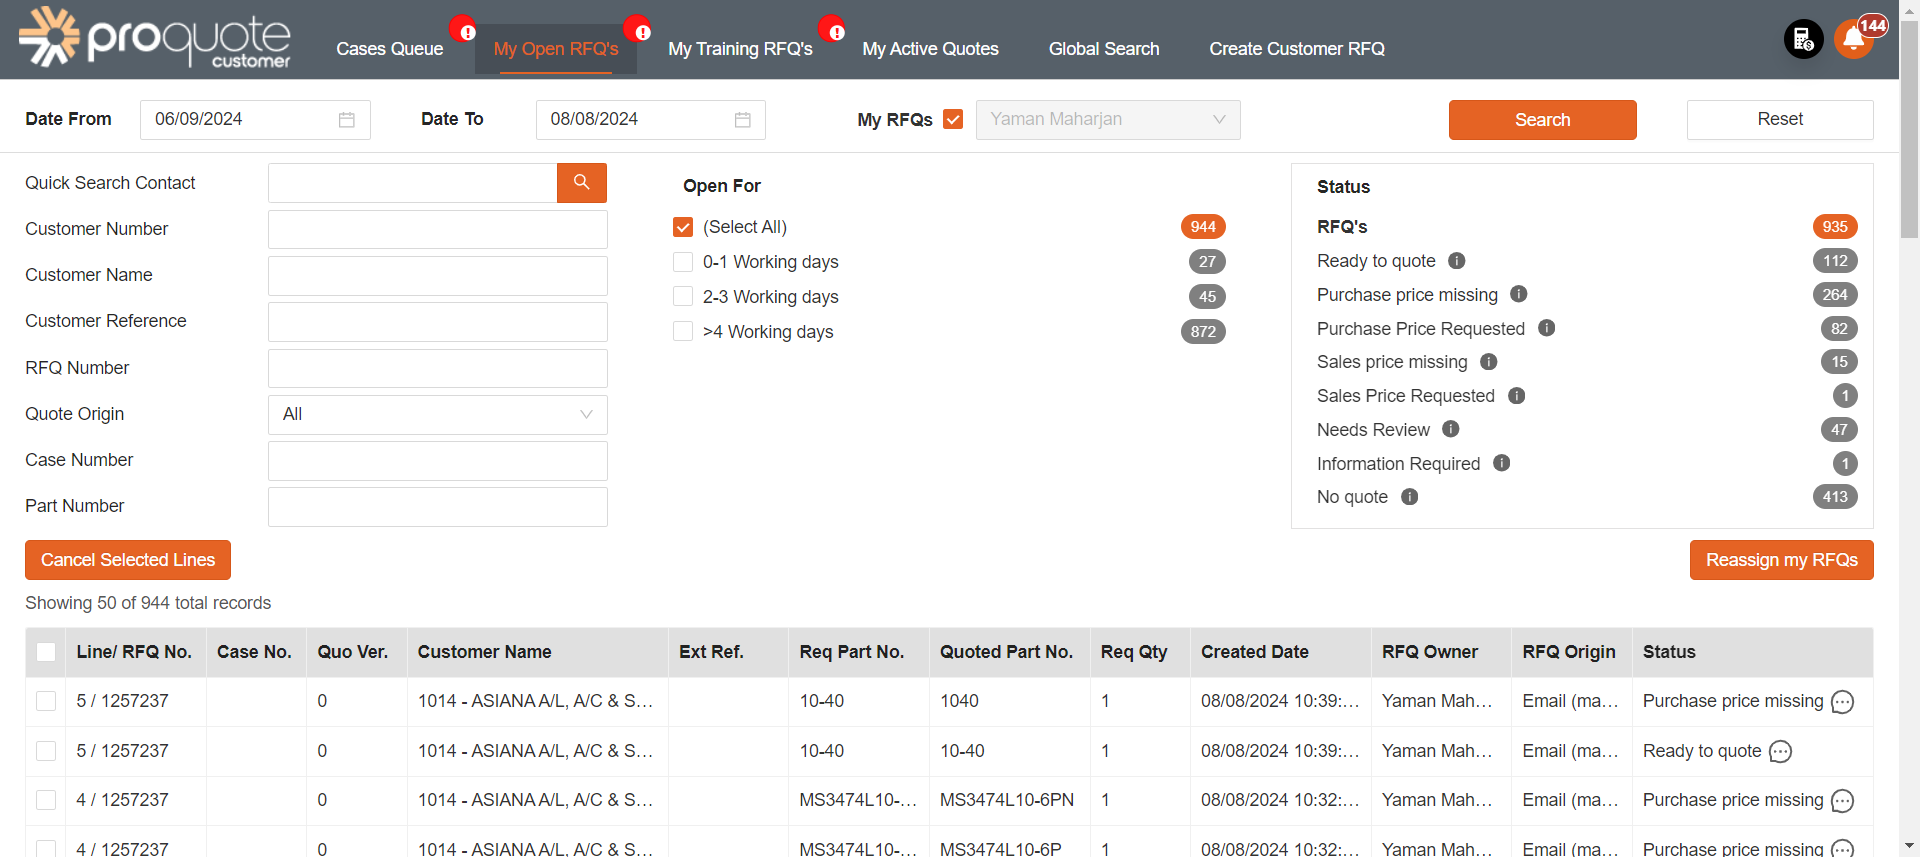 proquote
customer
Cases Queue
My Open RFQ's
My Training RFQ's
My Active Quotes
Global Search
Create Customer RFQ
144
Date From
06/09/2024
Date To
08/08/2024
My RFQs
Yaman Maharjan
Search
Reset
Quick Search Contact
Customer Number
Customer Name
Customer Reference
RFQ Number
Quote Origin
All
Case Number
Part Number
Open For
(Select All) 944
0-1 Working days 27
2-3 Working days 45
>4 Working days 872
Status
RFQ's 935
Ready to quote 112
Purchase price missing 264
Purchase Price Requested 82
Sales price missing 15
Sales Price Requested 1
Needs Review 47
Information Required 1
No quote 413
Cancel Selected Lines
Reassign my RFQs
Showing 50 of 944 total records
Line/ RFQ No. Case No. Quo Ver. Customer Name Ext Ref. Req Part No. Quoted Part No. Req Qty Created Date RFQ Owner RFQ Origin Status
5 / 1257237 0 1014 - ASIANA A/L, A/C & S... 10-40 1040 1 08/08/2024 10:39:... Yaman Mah... Email (ma... Purchase price missing
5 / 1257237 0 1014 - ASIANA A/L, A/C & S... 10-40 10-40 1 08/08/2024 10:39:... Yaman Mah... Email (ma... Ready to quote
4 / 1257237 0 1014 - ASIANA A/L, A/C & S... MS3474L10-... MS3474L10-6PN 1 08/08/2024 10:32:... Yaman Mah... Email (ma... Purchase price missing
4 / 1257237 0 1014 - ASIANA A/L, A/C & S... MS3474L10-... MS3474L10-6P 1 08/08/2024 10:32:... Yaman Mah... Email (ma... Purchase price missing